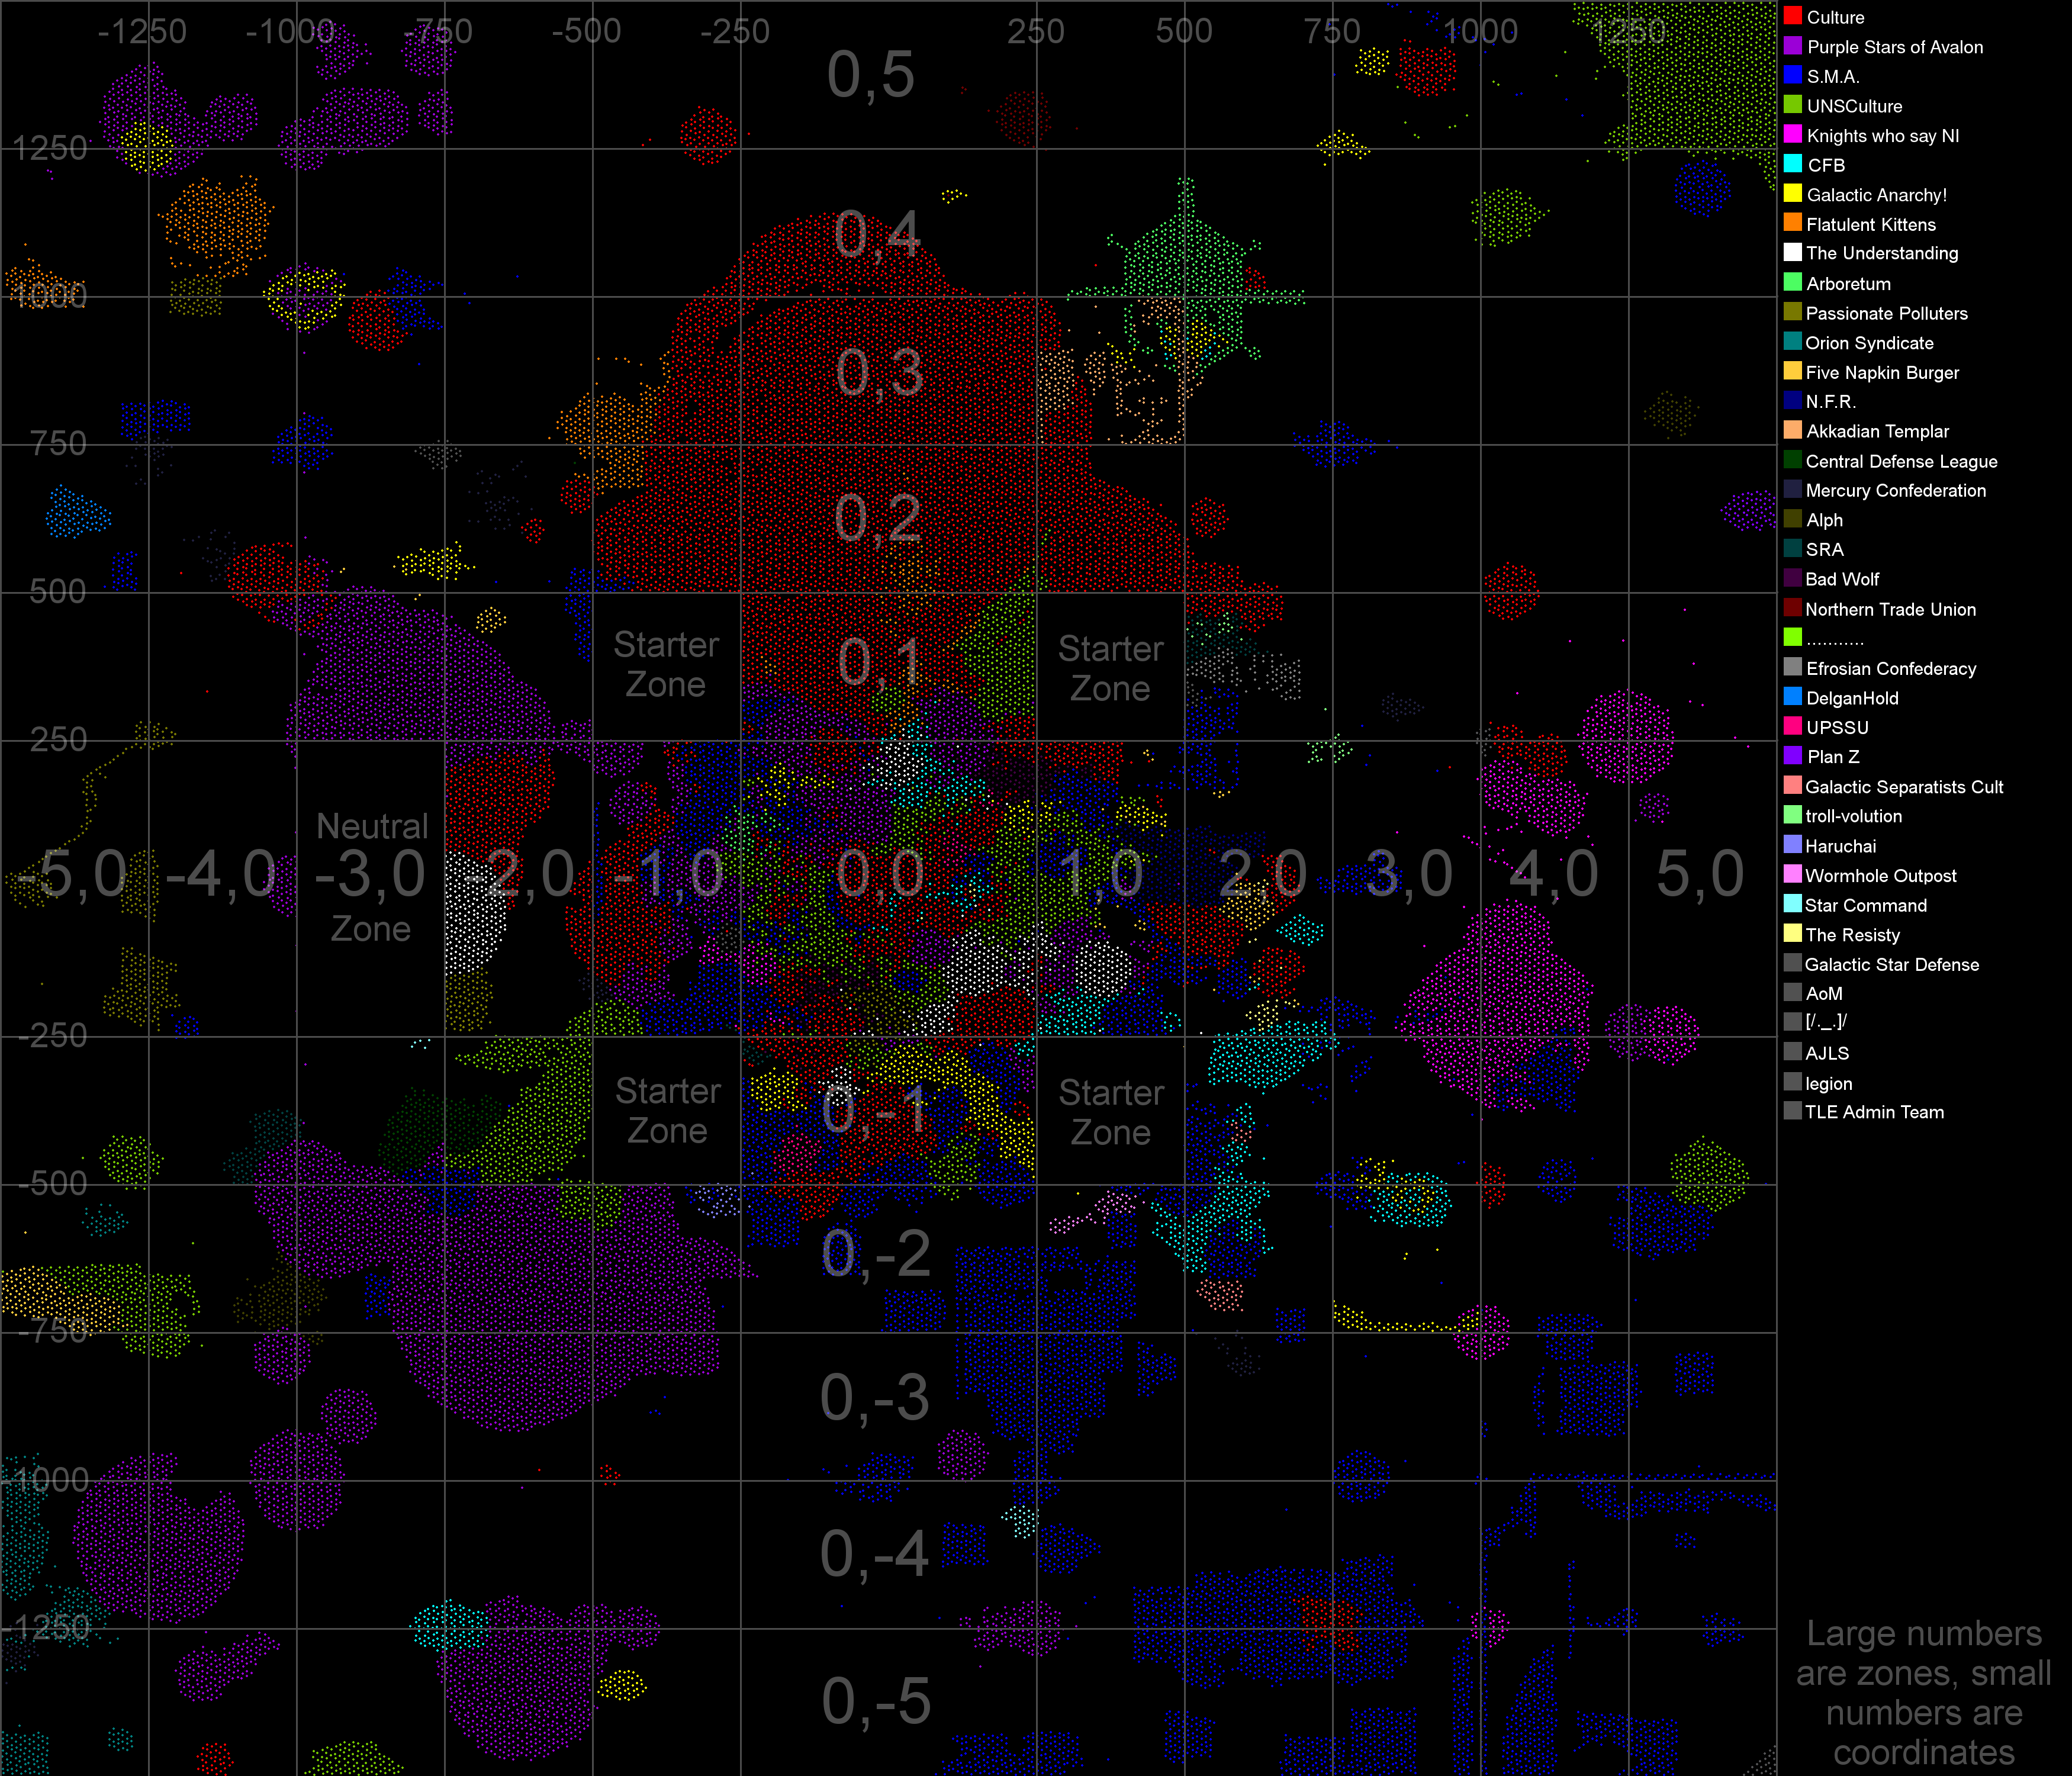 -1250 -1000 -750 -500 -250 250 500 750 1000 1250
0,5
1250
0,4
1000
0,3
750
0,2
500
Starter
Zone
0,1
Starter
Zone
250
Neutral
Zone
-5,0 -4,0 -3,0 -2,0 -1,0 0,0 1,0 2,0 3,0 4,0 5,0
-250
Starter
Zone
0,-1
Starter
Zone
-500
0,-2
-750
0,-3
-1000
0,-4
-1250
0,-5
Culture
Purple Stars of Avalon
S.M.A.
UNSCulture
Knights who say NI
CFB
Galactic Anarchy!
Flatulent Kittens
The Understanding
Arboretum
Passionate Polluters
Orion Syndicate
Five Napkin Burger
N.F.R.
Akkadian Templar
Central Defense League
Mercury Confederation
Alph
SRA
Bad Wolf
Northern Trade Union
...........
Efrosian Confederacy
DelganHold
UPSSU
Plan Z
Galactic Separatists Cult
troll-volution
Haruchai
Wormhole Outpost
Star Command
The Resisty
Galactic Star Defense
AoM
[/._.]/
AJLS
legion
TLE Admin Team
Large numbers
are zones, small
numbers are
coordinates